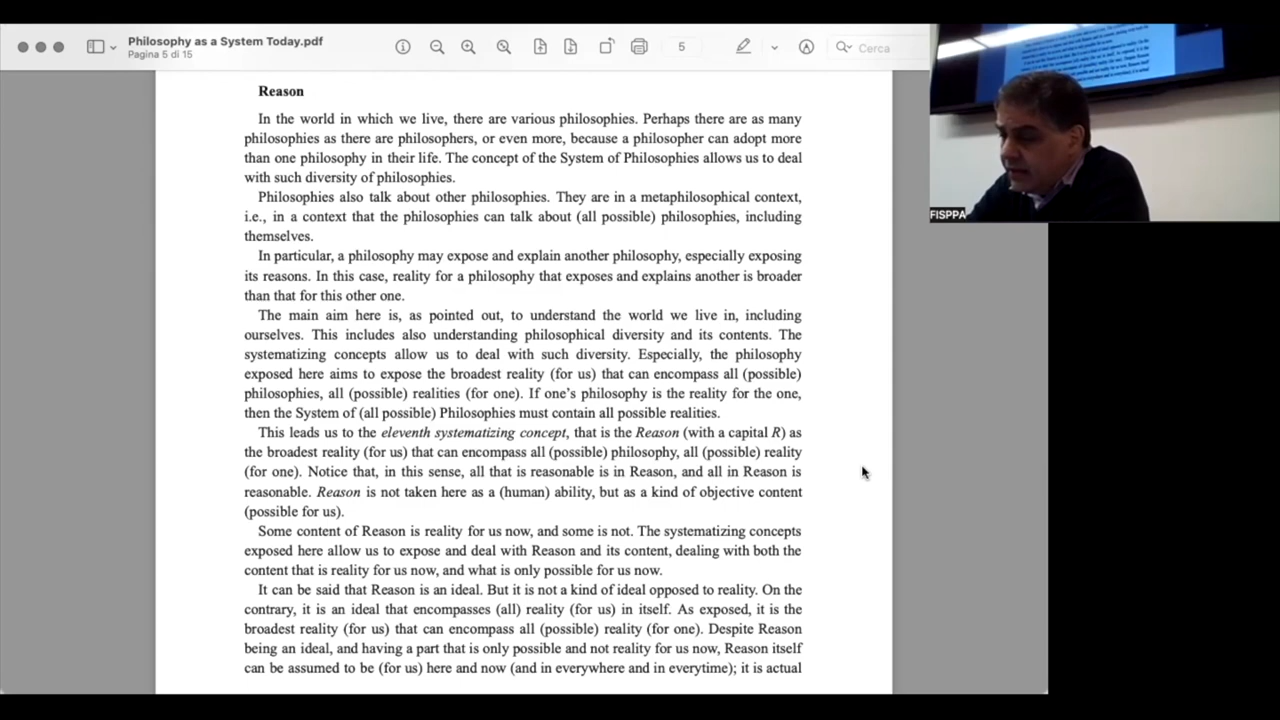 Philosophy as a System Today.pdf
Pagina 5 di 15
5
Cerca
FISPPA
Reason
In the world in which we live, there are various philosophies. Perhaps there are as many
philosophies as there are philosophers, or even more, because a philosopher can adopt more
than one philosophy in their life. The concept of the System of Philosophies allows us to deal
with such diversity of philosophies.
Philosophies also talk about other philosophies. They are in a metaphilosophical context,
i.e., in a context that the philosophies can talk about (all possible) philosophies, including
themselves.
In particular, a philosophy may expose and explain another philosophy, especially exposing
its reasons. In this case, reality for a philosophy that exposes and explains another is broader
than that for this other one.
The main aim here is, as pointed out, to understand the world we live in, including
ourselves. This includes also understanding philosophical diversity and its contents. The
systematizing concepts allow us to deal with such diversity. Especially, the philosophy
exposed here aims to expose the broadest reality (for us) that can encompass all (possible)
philosophies, all (possible) realities (for one). If one's philosophy is the reality for the one,
then the System of (all possible) Philosophies must contain all possible realities.
This leads us to the eleventh systematizing concept, that is the Reason (with a capital R) as
the broadest reality (for us) that can encompass all (possible) philosophy, all (possible) reality
(for one). Notice that, in this sense, all that is reasonable is in Reason, and all in Reason is
reasonable. Reason is not taken here as a (human) ability, but as a kind of objective content
(possible for us).
Some content of Reason is reality for us now, and some is not. The systematizing concepts
exposed here allow us to expose and deal with Reason and its content, dealing with both the
content that is reality for us now, and what is only possible for us now.
It can be said that Reason is an ideal. But it is not a kind of ideal opposed to reality. On the
contrary, it is an ideal that encompasses (all) reality (for us) in itself. As exposed, it is the
broadest reality (for us) that can encompass all (possible) reality (for one). Despite Reason
being an ideal, and having a part that is only possible and not reality for us now, Reason itself
can be assumed to be (for us) here and now (and in everywhere and in everytime); it is actual